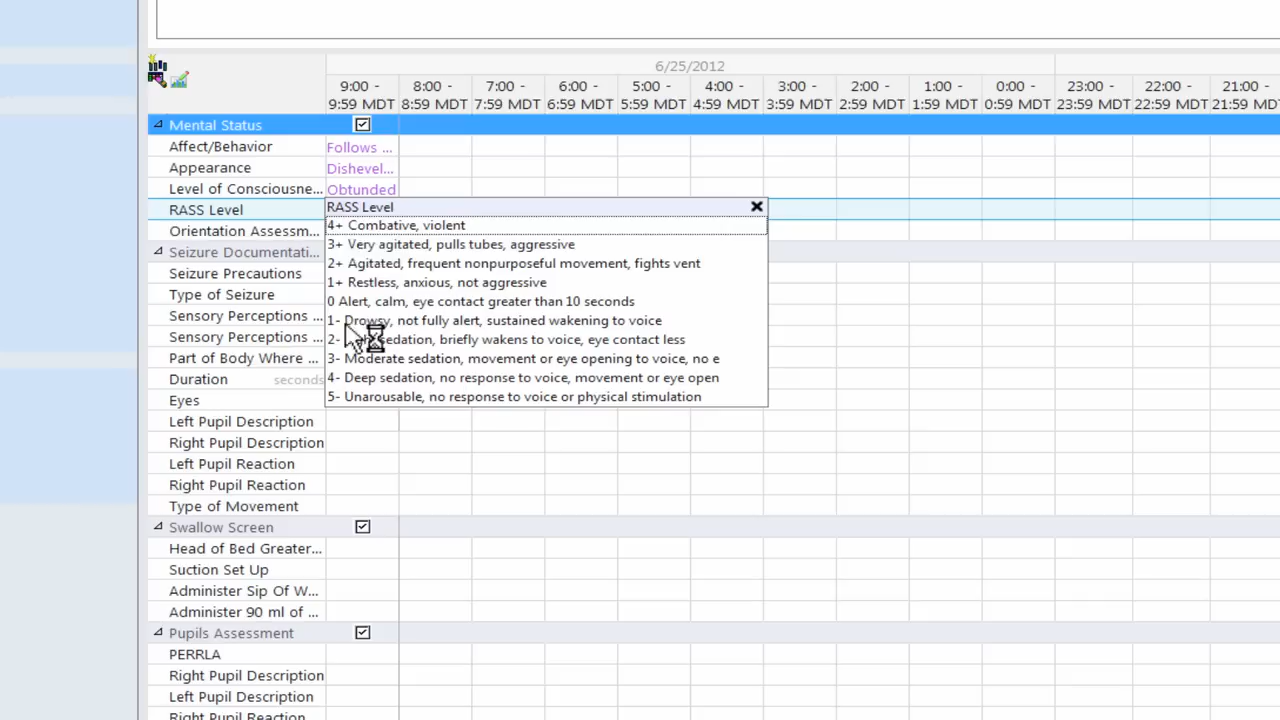 6/25/2012
9:00 - 8:00 - 7:00 - 6:00 - 5:00 - 4:00 - 3:00 - 2:00 - 1:00 - 0:00 - 23:00 - 22:00 - 21:00 -
9:59 MDT 8:59 MDT 7:59 MDT 6:59 MDT 5:59 MDT 4:59 MDT 3:59 MDT 2:59 MDT 1:59 MDT 0:59 MDT 23:59 MDT 22:59 MDT 21:59 MDT
Mental Status
Affect/Behavior Follows ...
Appearance Dishevel...
Level of Consciousne... Obtunded
RASS Level
Orientation Assessm...
Seizure Documentati...
Seizure Precautions
Type of Seizure
Sensory Perceptions ...
Sensory Perceptions ...
Part of Body Where ...
Duration seconds
Eyes
Left Pupil Description
Right Pupil Description
Left Pupil Reaction
Right Pupil Reaction
Type of Movement
Swallow Screen
Head of Bed Greater...
Suction Set Up
Administer Sip Of W...
Administer 90 ml of ...
Pupils Assessment
PERRLA
Right Pupil Description
Left Pupil Description
Right Pupil Reaction
RASS Level
4+ Combative, violent
3+ Very agitated, pulls tubes, aggressive
2+ Agitated, frequent nonpurposeful movement, fights vent
1+ Restless, anxious, not aggressive
0 Alert, calm, eye contact greater than 10 seconds
1- Drowsy, not fully alert, sustained wakening to voice
2- sedation, briefly wakens to voice, eye contact less
3- Moderate sedation, movement or eye opening to voice, no e
4- Deep sedation, no response to voice, movement or eye open
5- Unarousable, no response to voice or physical stimulation